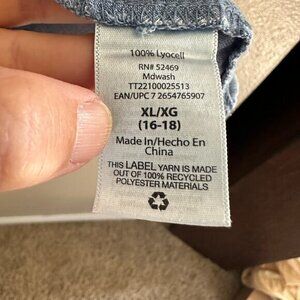 100% Lyocell
RN# 52469
Mdwash
TT22100025513
EAN/UPC 7 2654765907
XL/XG
(16-18)
Made In/Hecho En
China
THIS LABEL YARN IS MADE
OUT OF 100% RECYCLED
POLYESTER MATERIALS